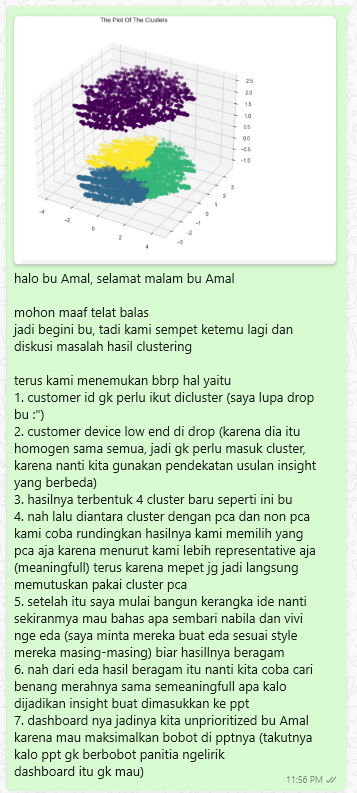 The Plot Of The Clusters
2.5
2.0
1.5
1.0
0.5
0.0
-0.5
-1.0
3
2
1
0
-1
-2
-3
-4
-2
0
2
4
halo bu Amal, selamat malam bu Amal
mohon maaf telat balas
jadi begini bu, tadi kami sempet ketemu lagi dan
diskusi masalah hasil clustering
terus kami menemukan bbrp hal yaitu
1. customer id gk perlu ikut dicluster (saya lupa drop
bu :")
2. customer device low end di drop (karena dia itu
homogen sama semua, jadi gk perlu masuk cluster,
karena nanti kita gunakan pendekatan usulan insight
yang berbeda)
3. hasilnya terbentuk 4 cluster baru seperti ini bu
4. nah lalu diantara cluster dengan pca dan non pca
kami coba rundingkan hasilnya kami memilih yang
pca aja karena menurut kami lebih representative aja
(meaningfull) terus karena mepet jg jadi langsung
memutuskan pakai cluster pca
5. setelah itu saya mulai bangun kerangka ide nanti
sekiranmya mau bahas apa sembari nabila dan vivi
nge eda (saya minta mereka buat eda sesuai style
mereka masing-masing) biar hasillnya beragam
6. nah dari eda hasil beragam itu nanti kita coba cari
benang merahnya sama semeaningfull apa kalo
dijadikan insight buat dimasukkan ke ppt
7. dashboard nya jadinya kita unprioritized bu Amal
karena mau maksimalkan bobot di pptnya (takutnya
kalo ppt gk berbobot panitia ngelirik
dashboard itu gk mau)
11:56 PM